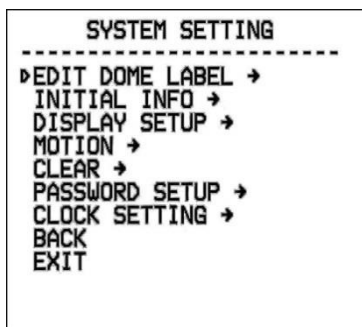 SYSTEM SETTING
-------------------------
▷EDIT DOME LABEL →
INITIAL INFO →
DISPLAY SETUP →
MOTION →
CLEAR →
PASSWORD SETUP →
CLOCK SETTING →
BACK
EXIT